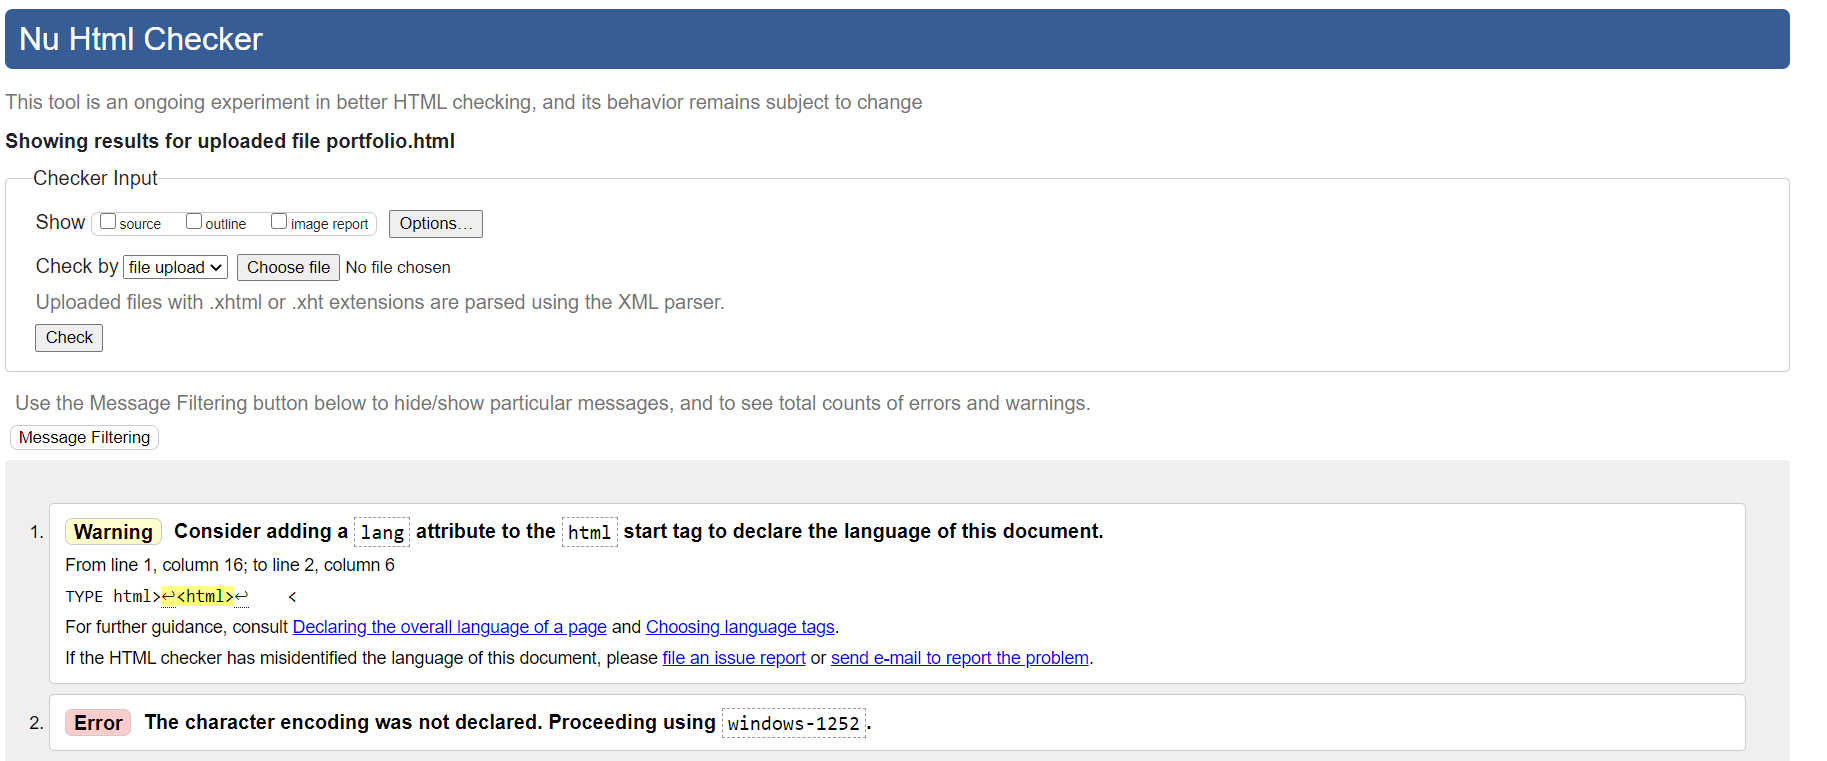 Nu Html Checker
This tool is an ongoing experiment in better HTML checking, and its behavior remains subject to change
Showing results for uploaded file portfolio.html
Checker Input
Show source outline image report Options...
Check by file upload Choose file No file chosen
Uploaded files with .xhtml or .xht extensions are parsed using the XML parser.
Check
Use the Message Filtering button below to hide/show particular messages, and to see total counts of errors and warnings.
Message Filtering
1. Warning Consider adding a lang attribute to the html start tag to declare the language of this document.
From line 1, column 16; to line 2, column 6
TYPE html>↩<html>↩ <
For further guidance, consult Declaring the overall language of a page and Choosing language tags.
If the HTML checker has misidentified the language of this document, please file an issue report or send e-mail to report the problem.
2. Error The character encoding was not declared. Proceeding using windows-1252.